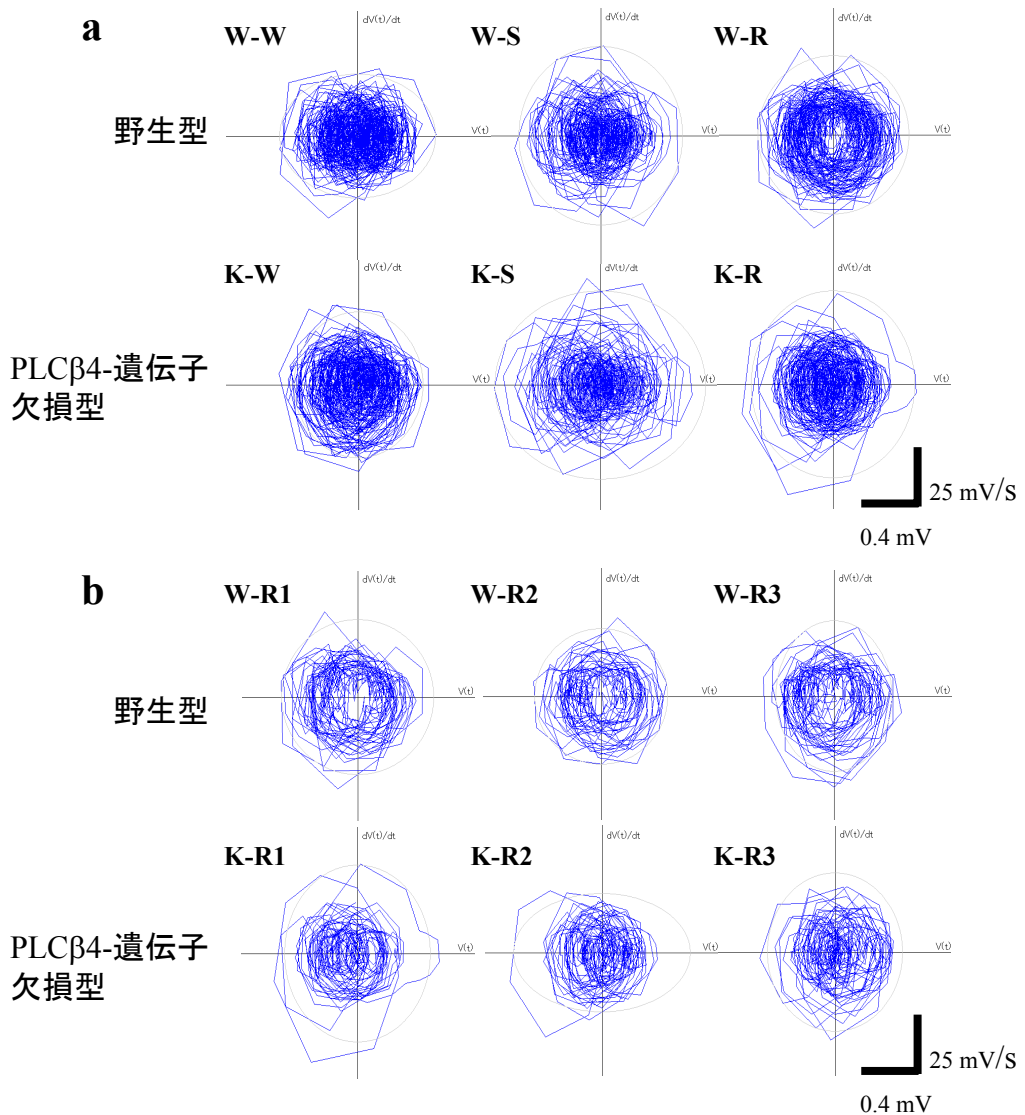 a
W-W
dV(t)/dt
V(t)
W-S
dV(t)/dt
V(t)
W-R
dV(t)/dt
V(t)
野生型
K-W
dV(t)/dt
V(t)
K-S
dV(t)/dt
V(t)
K-R
dV(t)/dt
V(t)
PLCβ4-遺伝子
欠損型
25 mV/S
0.4 mV
b
W-R1
dV(t)/dt
V(t)
W-R2
dV(t)/dt
V(t)
W-R3
dV(t)/dt
V(t)
野生型
K-R1
dV(t)/dt
V(t)
K-R2
dV(t)/dt
V(t)
K-R3
dV(t)/dt
V(t)
PLCβ4-遺伝子
欠損型
25 mV/S
0.4 mV